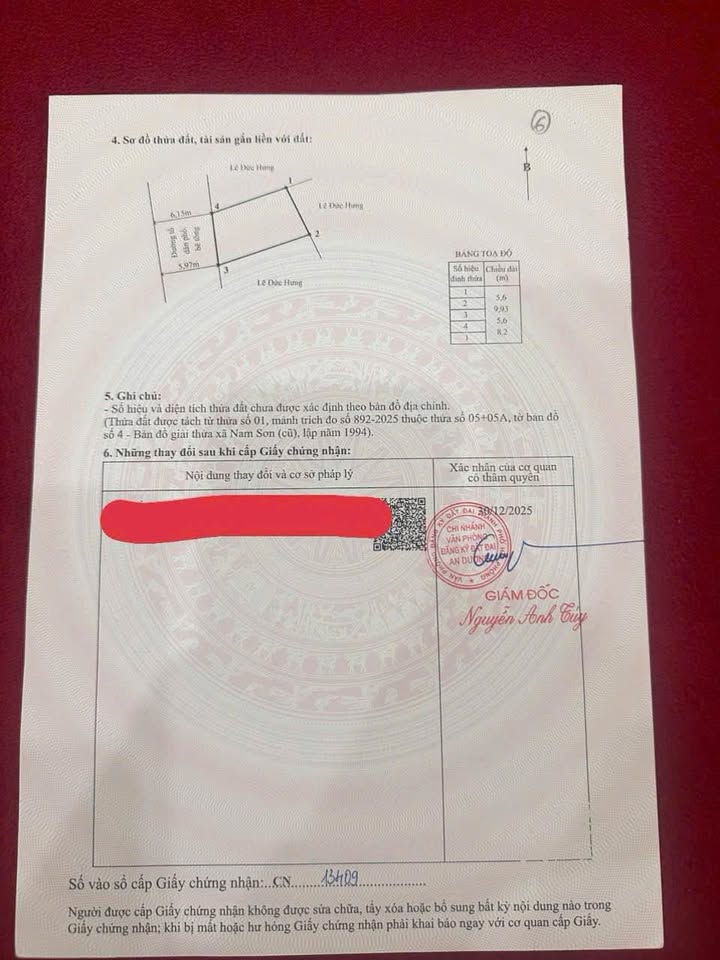 6
4. Sơ đồ thửa đất, tài sản gắn liền với đất:
Lê Đức Hưng
B
1
4
6,15m
Lê Đức Hưng
Đường tổ
dân phố
bê tông
2
5,97m
3
Lê Đức Hưng
BẢNG TỌA ĐỘ
Số hiệu đỉnh thửa
Chiều dài (m)
1
5,6
2
9,93
3
5,6
4
8,2
1
5. Ghi chú:
- Số hiệu và diện tích thửa đất chưa được xác định theo bản đồ địa chính.
(Thửa đất được tách từ thửa số 01, mảnh trích đo số 892-2025 thuộc thửa số 05+05A, tờ bản đồ
số 4 - Bản đồ giải thửa xã Nam Sơn (cũ), lập năm 1994).
6. Những thay đổi sau khi cấp Giấy chứng nhận:
Nội dung thay đổi và cơ sở pháp lý
Xác nhận của cơ quan
có thẩm quyền
30/12/2025
CHI NHÁNH
VĂN PHÒNG
ĐĂNG KÝ ĐẤT ĐAI
AN DƯƠNG
GIÁM ĐỐC
Nguyễn Anh Túy
Số vào sổ cấp Giấy chứng nhận:..CN.......13409..................
Người được cấp Giấy chứng nhận không được sửa chữa, tẩy xóa hoặc bổ sung bất kỳ nội dung nào trong
Giấy chứng nhận; khi bị mất hoặc hư hỏng Giấy chứng nhận phải khai báo ngay với cơ quan cấp Giấy.